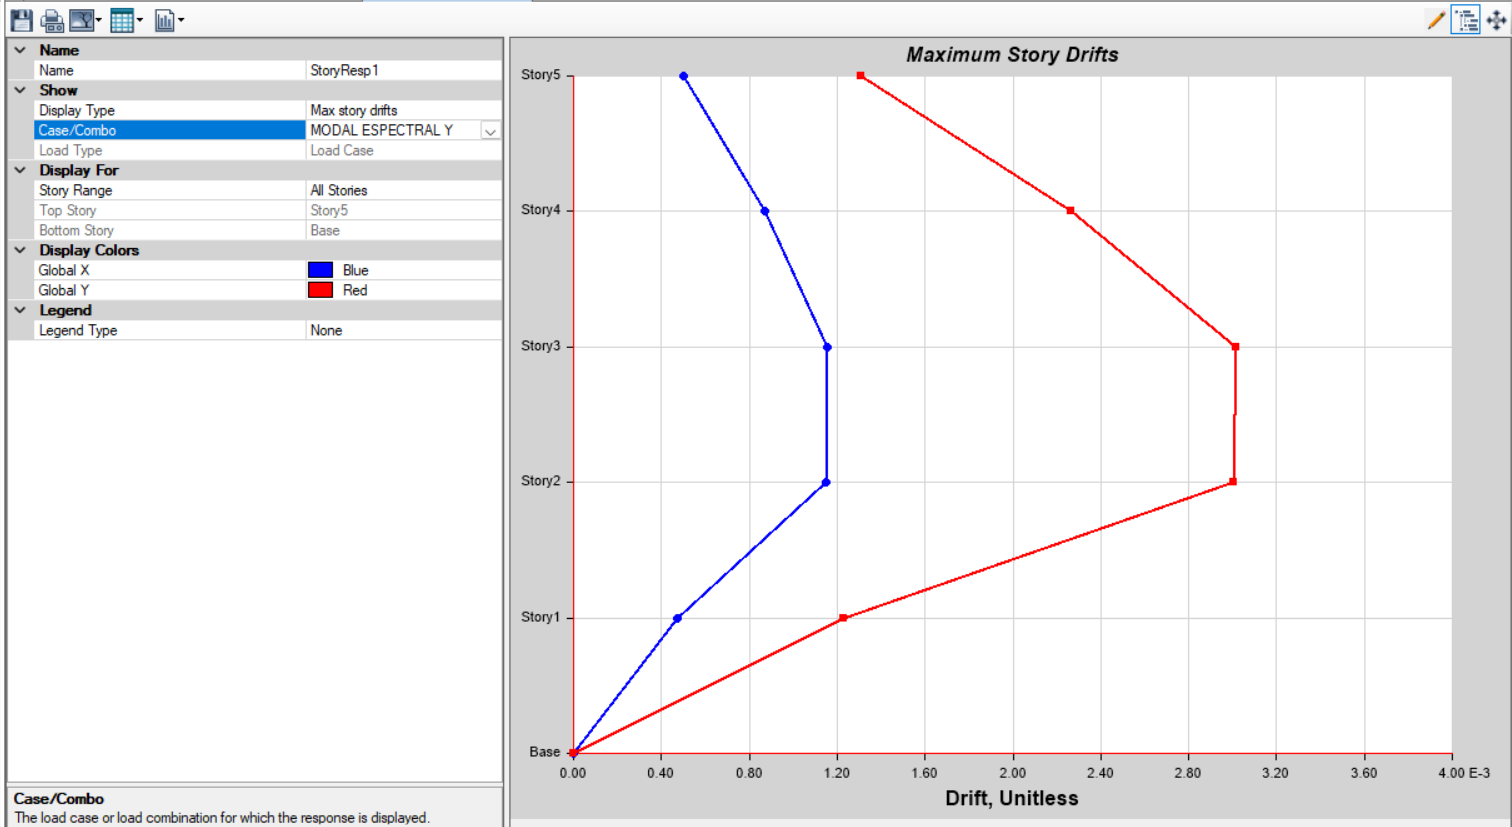 Name
Name StoryResp1
Show
Display Type Max story drifts
Case/Combo MODAL ESPECTRAL Y
Load Type Load Case
Display For
Story Range All Stories
Top Story Story5
Bottom Story Base
Display Colors
Global X Blue
Global Y Red
Legend
Legend Type None
Case/Combo
The load case or load combination for which the response is displayed.
Maximum Story Drifts
Story5
Story4
Story3
Story2
Story1
Base
0.00 0.40 0.80 1.20 1.60 2.00 2.40 2.80 3.20 3.60 4.00 E-3
Drift, Unitless